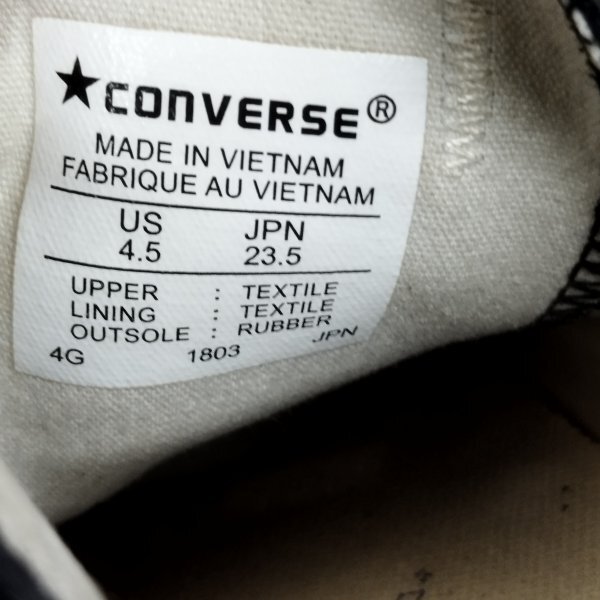 ★CONVERSE®
MADE IN VIETNAM
FABRIQUE AU VIETNAM
US JPN
4.5 23.5
UPPER : TEXTILE
LINING : TEXTILE
OUTSOLE : RUBBER
4G 1803 JPN